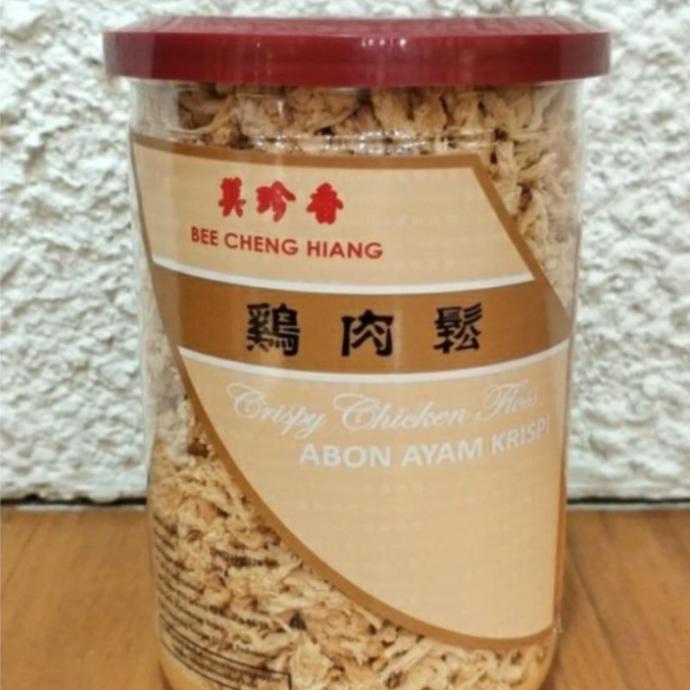 美珍香
BEE CHENG HIANG
鷄肉鬆
Crispy Chicken Floss
ABON AYAM KRISPI